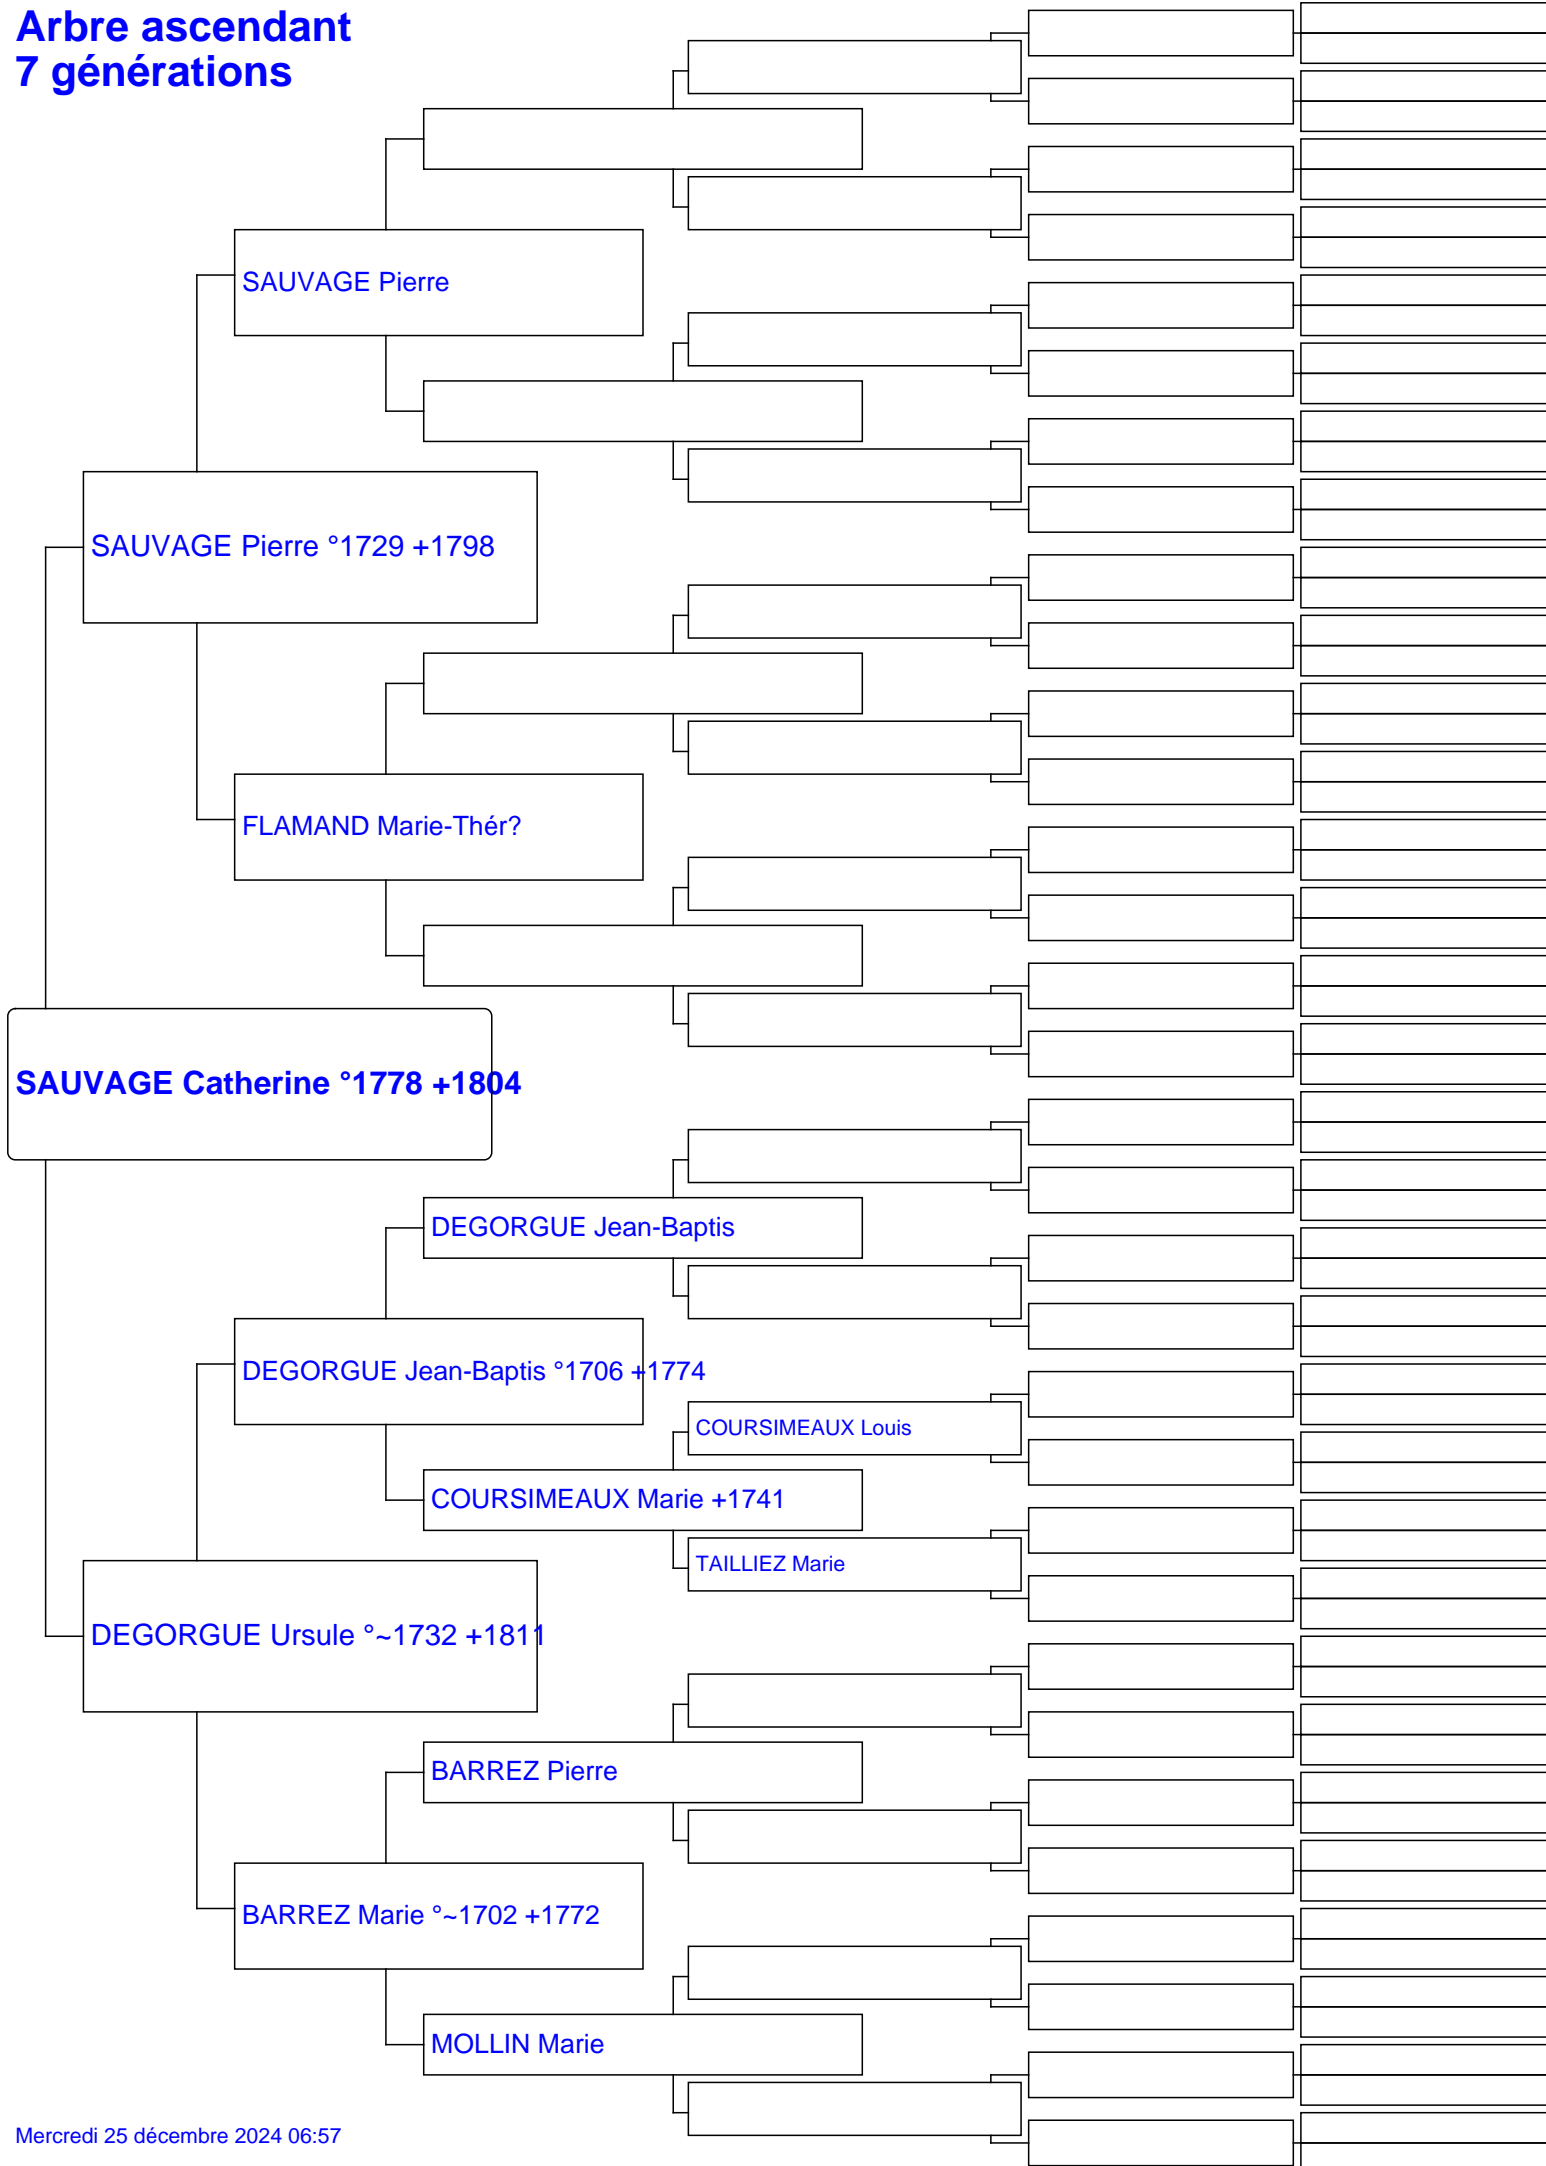 Arbre ascendant
7 générations
SAUVAGE Pierre
SAUVAGE Pierre °1729 +1798
FLAMAND Marie-Thér?
SAUVAGE Catherine °1778 +1804
DEGORGUE Jean-Baptis
DEGORGUE Jean-Baptis °1706 +1774
COURSIMEAUX Louis
COURSIMEAUX Marie +1741
TAILLIEZ Marie
DEGORGUE Ursule °~1732 +1811
BARREZ Pierre
BARREZ Marie °~1702 +1772
MOLLIN Marie
Mercredi 25 décembre 2024 06:57